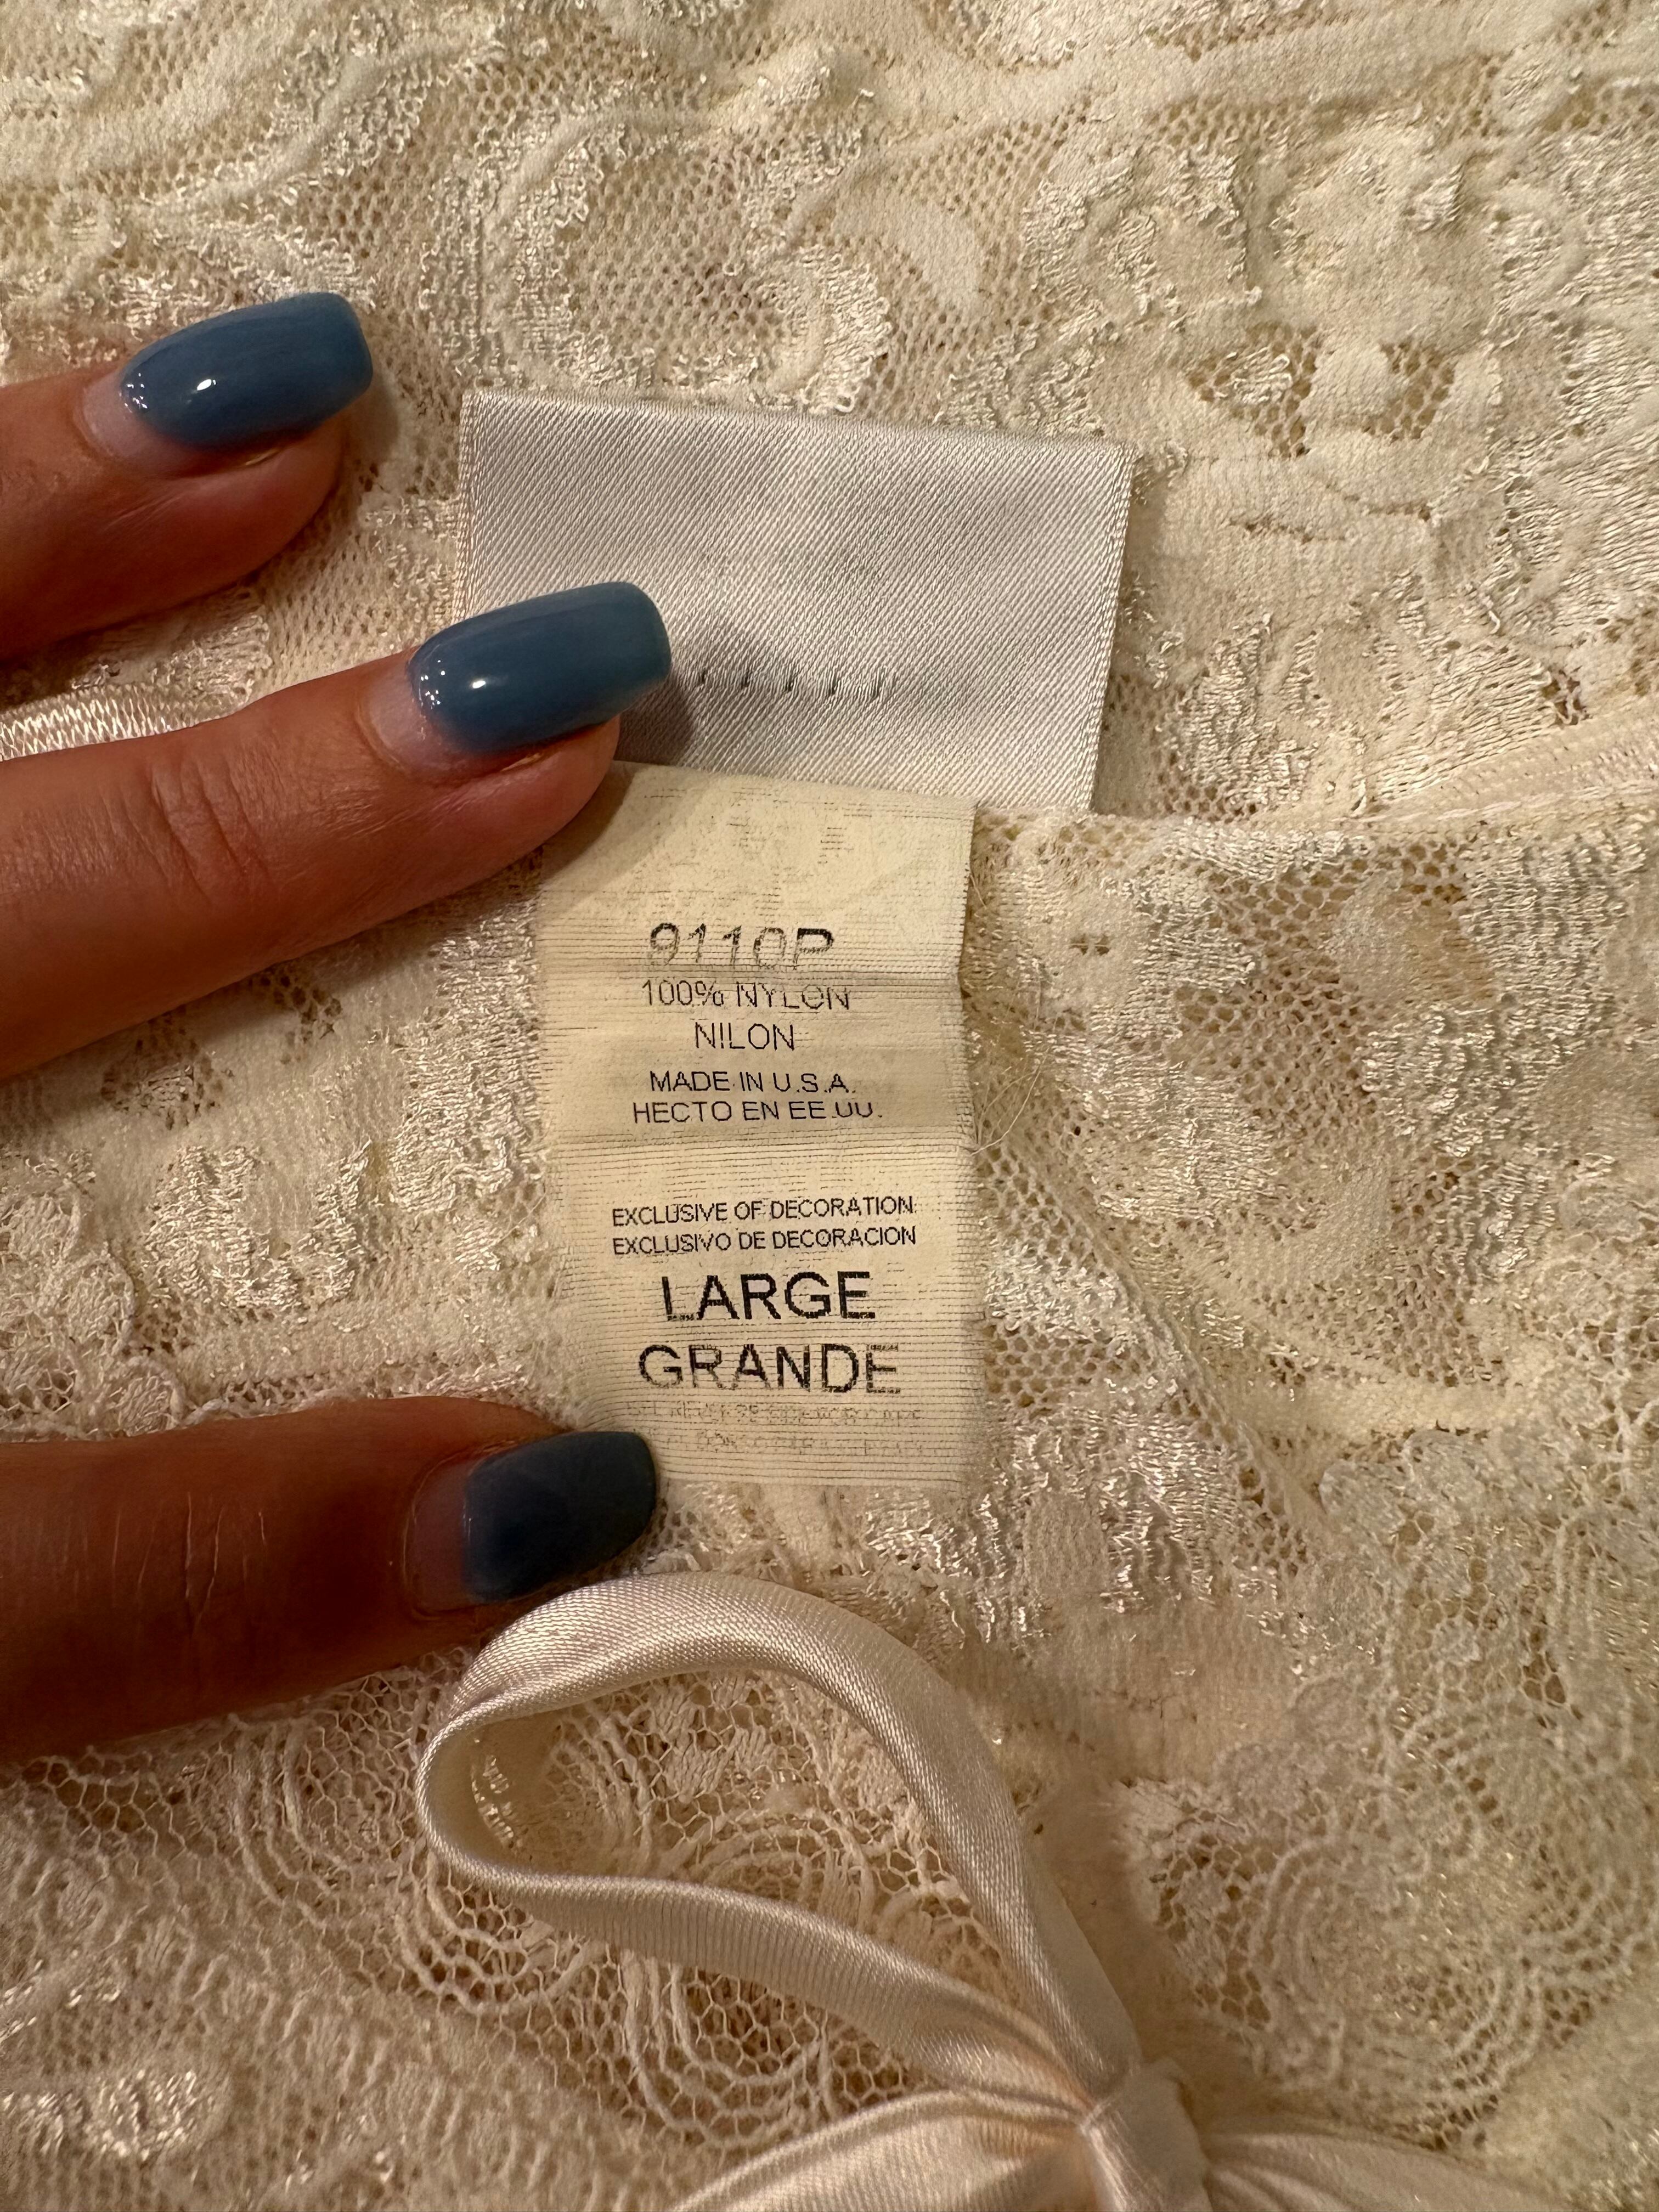 9110P
100% NYLON
NILON
MADE IN U.S.A.
HECTO EN EE.UU.
EXCLUSIVE OF DECORATION
EXCLUSIVO DE DECORACION
LARGE
GRANDE